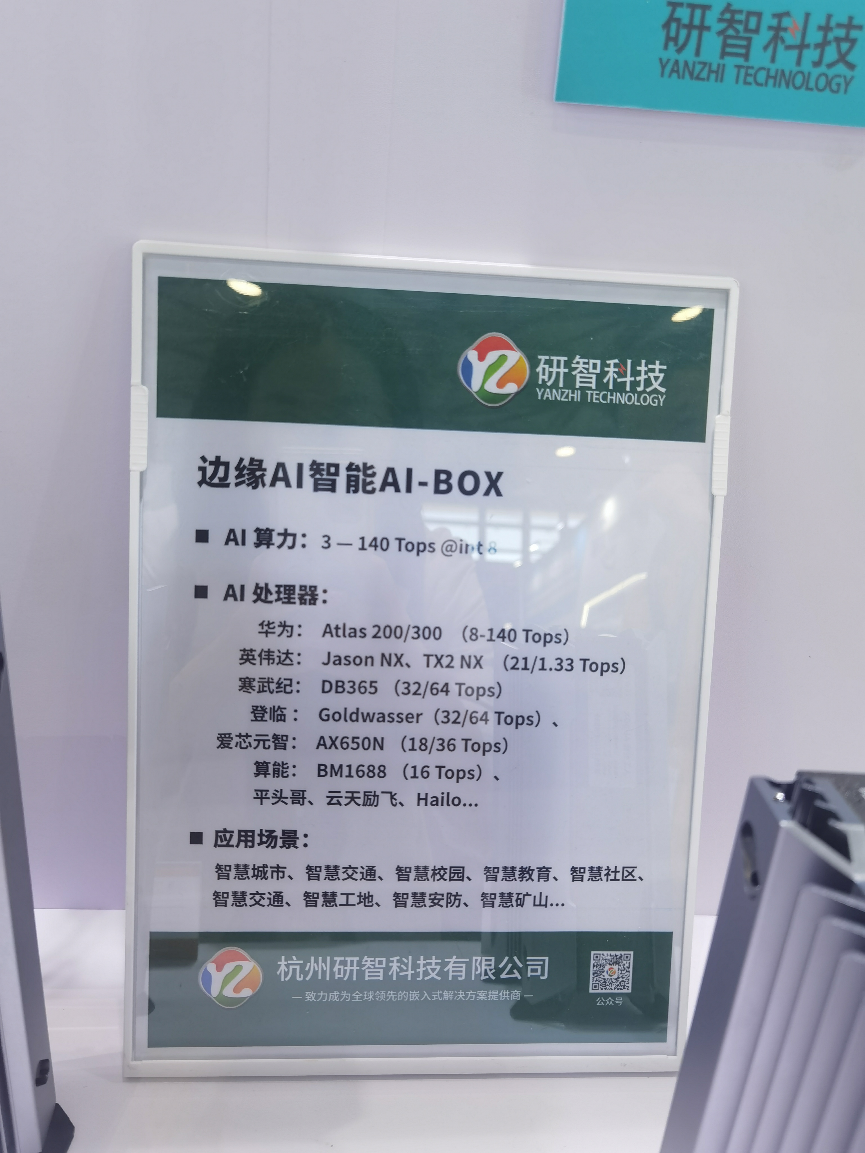 研智科技
YANZHI TECHNOLOGY
YZ 研智科技
YANZHI TECHNOLOGY
边缘AI智能AI-BOX
■ AI 算力：3 — 140 Tops @int 8
■ AI 处理器：
华为： Atlas 200/300 （8-140 Tops）
英伟达： Jason NX、TX2 NX （21/1.33 Tops）
寒武纪： DB365 （32/64 Tops）
登临： Goldwasser（32/64 Tops）、
爱芯元智： AX650N （18/36 Tops）
算能： BM1688 （16 Tops）、
平头哥、云天励飞、Hailo...
■ 应用场景：
智慧城市、智慧交通、智慧校园、智慧教育、智慧社区、
智慧交通、智慧工地、智慧安防、智慧矿山...
YZ 杭州研智科技有限公司
— 致力成为全球领先的嵌入式解决方案提供商 —
公众号